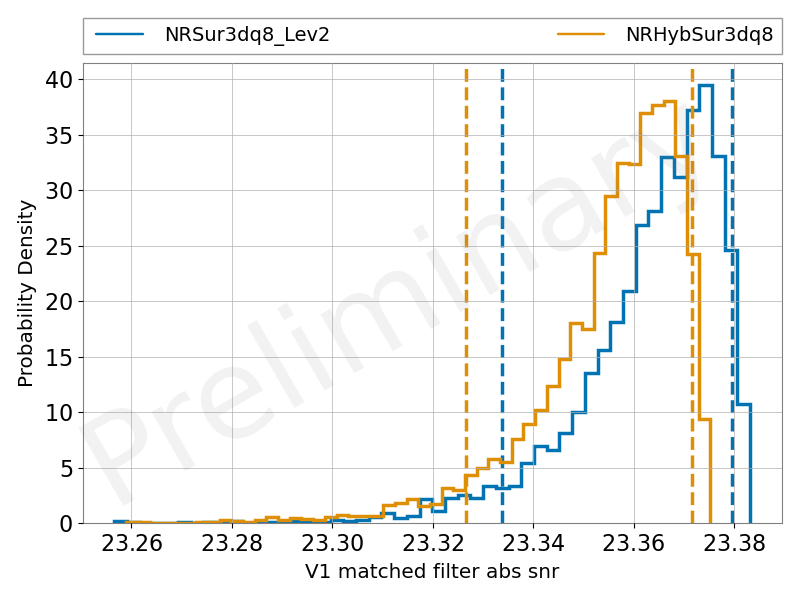 NRSur3dq8_Lev2 NRHybSur3dq8
40
35
30
25
20
15
10
5
0
Probability Density
Preliminary
23.26 23.28 23.30 23.32 23.34 23.36 23.38
V1 matched filter abs snr